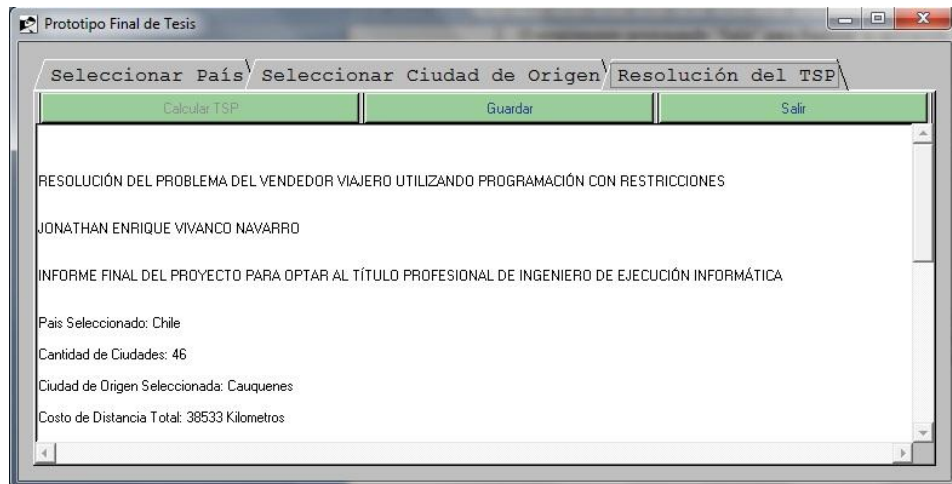 Prototipo Final de Tesis
Seleccionar País Seleccionar Ciudad de Origen Resolución del TSP
Calcular TSP Guardar Salir
RESOLUCIÓN DEL PROBLEMA DEL VENDEDOR VIAJERO UTILIZANDO PROGRAMACIÓN CON RESTRICCIONES
JONATHAN ENRIQUE VIVANCO NAVARRO
INFORME FINAL DEL PROYECTO PARA OPTAR AL TÍTULO PROFESIONAL DE INGENIERO DE EJECUCIÓN INFORMÁTICA
Pais Seleccionado: Chile
Cantidad de Ciudades: 46
Ciudad de Origen Seleccionada: Cauquenes
Costo de Distancia Total: 38533 Kilometros